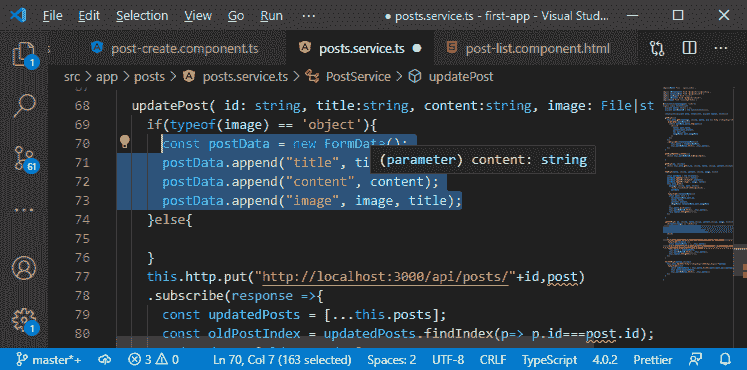 File Edit Selection View Go Run ... posts.service.ts - first-app - Visual Stud...
s post-create.component.ts posts.service.ts post-list.component.html ...
src > app > posts > posts.service.ts > PostService > updatePost
68 updatePost( id: string, title:string, content:string, image: File|st
69 if(typeof(image) == 'object'){
70 const postData = new FormData();
71 postData.append("title", ti
(parameter) content: string
72 postData.append("content", content);
73 postData.append("image", image, title);
74 }else{
75
76 }
77 this.http.put("http://localhost:3000/api/posts/"+id,post)
78 .subscribe(response =>{
79 const updatedPosts = [...this.posts];
80 const oldPostIndex = updatedPosts.findIndex(p=> p.id===post.id);
1
61
1
master*+ 3 0 Ln 70, Col 7 (163 selected) Spaces: 2 UTF-8 CRLF TypeScript 4.0.2 Prettier